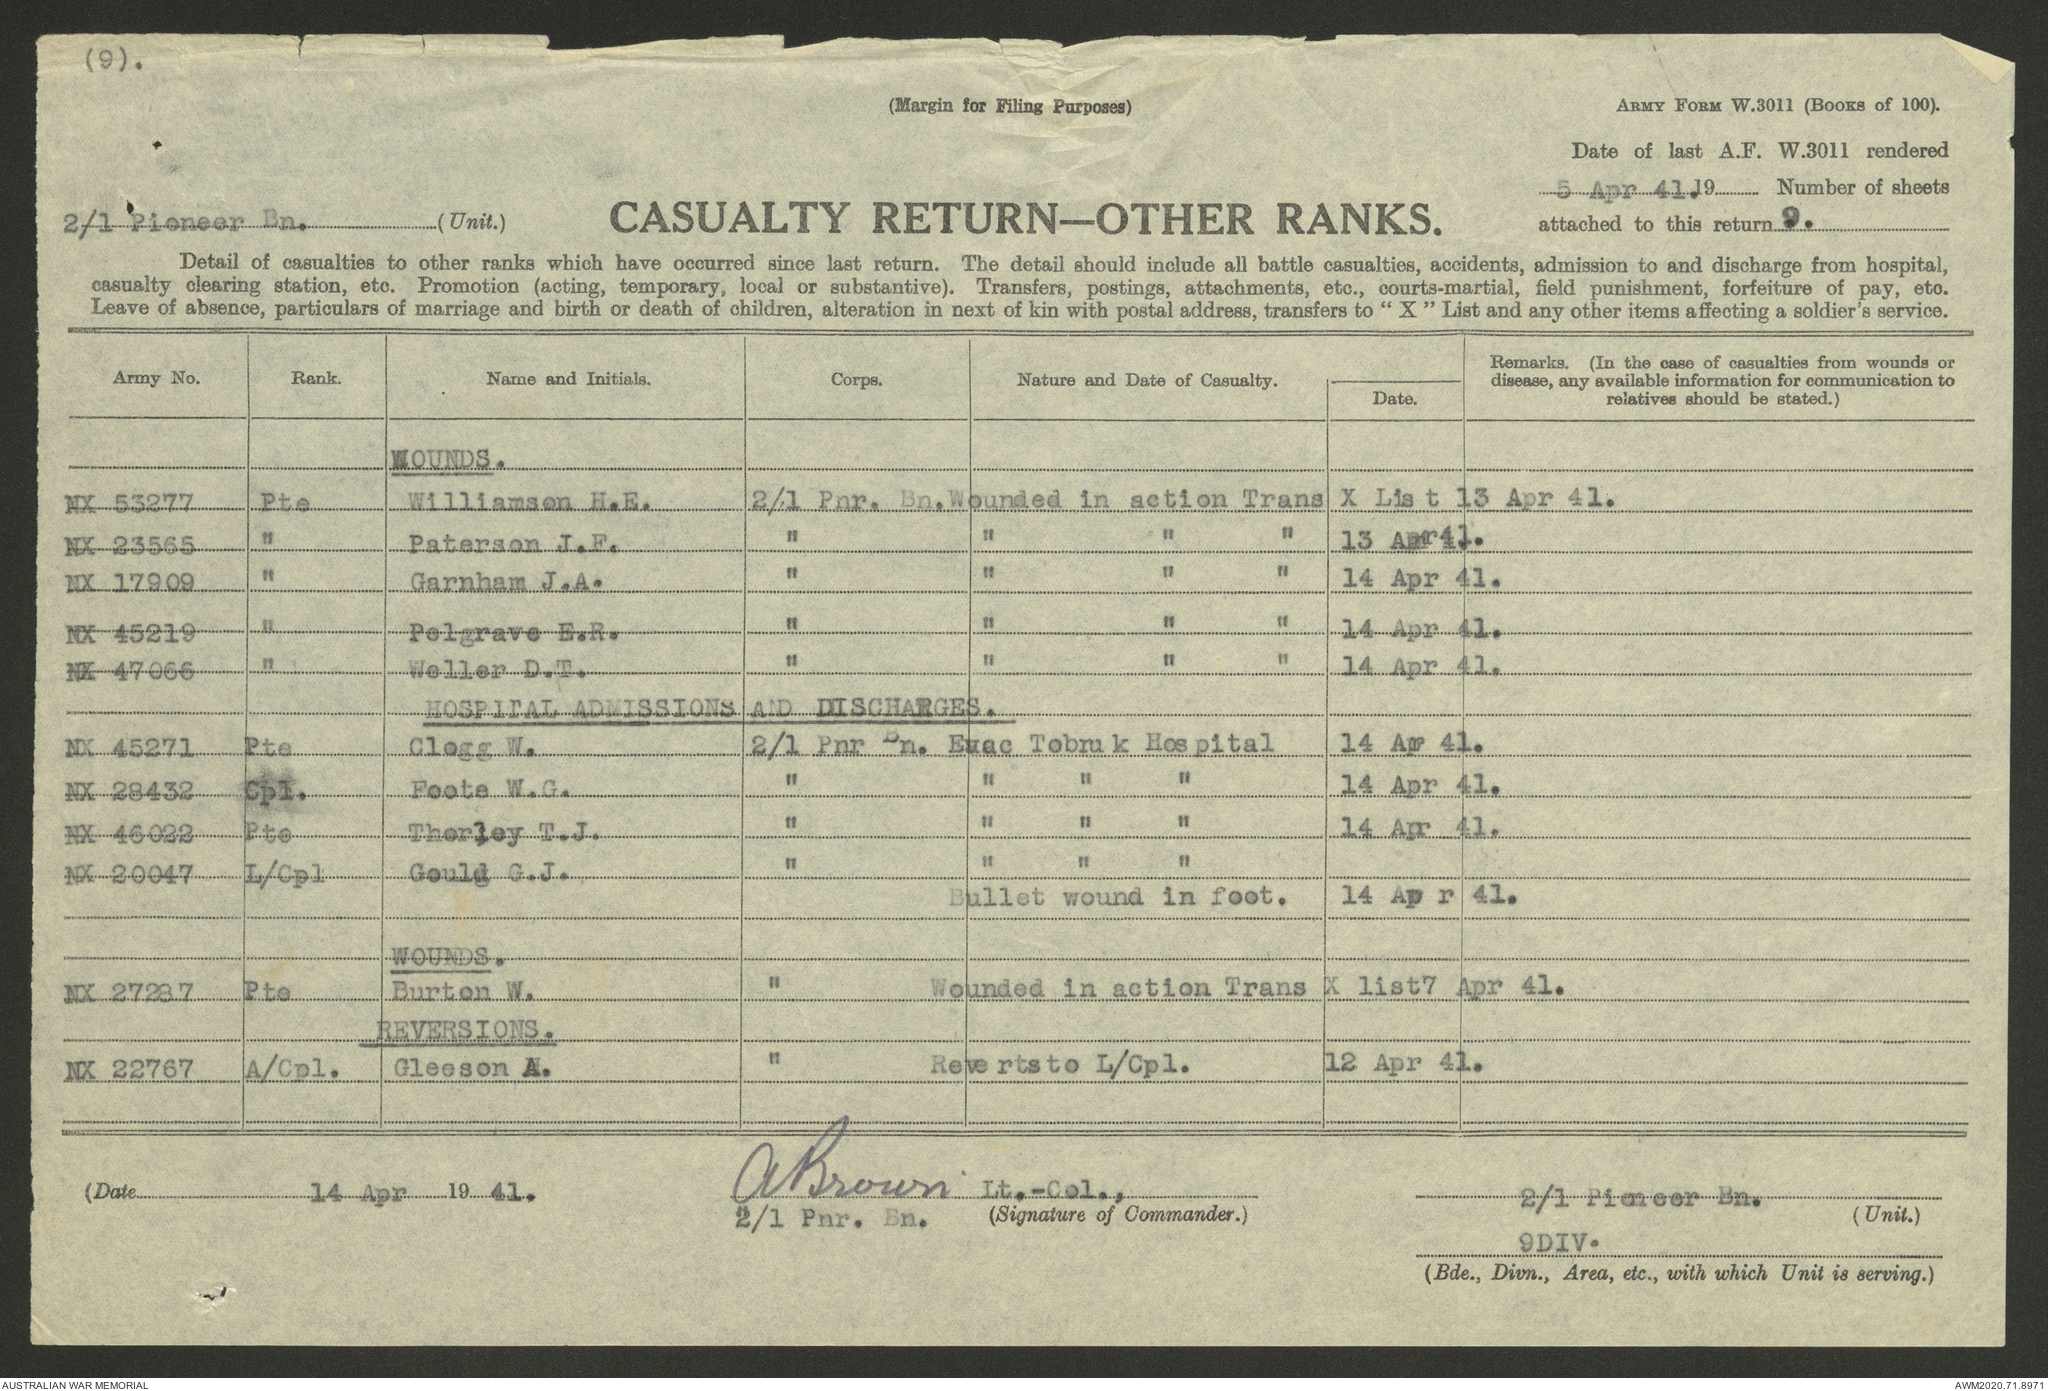 (9).
(Margin for Filing Purposes)
ARMY FORM W.3011 (BOOKS of 100).
Date of last A.F. W.3011 rendered
5 Apr 41. 19 Number of sheets
attached to this return 9.
2/1 Pioneer Bn. (Unit.)
CASUALTY RETURN—OTHER RANKS.
Detail of casualties to other ranks which have occurred since last return. The detail should include all battle casualties, accidents, admission to and discharge from hospital,
casualty clearing station, etc. Promotion (acting, temporary, local or substantive). Transfers, postings, attachments, etc., courts-martial, field punishment, forfeiture of pay, etc.
Leave of absence, particulars of marriage and birth or death of children, alteration in next of kin with postal address, transfers to "X" List and any other items affecting a soldier's service.
Army No. Rank. Name and Initials. Corps. Nature and Date of Casualty. Date. Remarks. (In the case of casualties from wounds or
disease, any available information for communication to
relatives should be stated.)
WOUNDS.
NX 53277 Pte Williamson H.E. 2/1 Pnr. Bn. Wounded in action Trans X List 13 Apr 41.
NX 23565 " Paterson J.F. " " " " 13 Apr 41.
NX 17909 " Garnham J.A. " " " " 14 Apr 41.
NX 45219 " Polgrave E.R. " " " " 14 Apr 41.
NX 47066 " Weller D.T. " " " " 14 Apr 41.
HOSPITAL ADMISSIONS AND DISCHARGES.
NX 45271 Pte Clogg W. 2/1 Pnr Bn. Euac Tobruk Hospital 14 Apr 41.
NX 28432 Cpl. Foote W.G. " " " " 14 Apr 41.
NX 46022 Pte Thorley T.J. " " " " 14 Apr 41.
NX 20047 L/Cpl Gould G.J. " " " "
Bullet wound in foot. 14 Apr 41.
WOUNDS.
NX 27287 Pte Burton W. " Wounded in action Trans X list 7 Apr 41.
REVERSIONS.
NX 22767 A/Cpl. Gleeson A. " Reverts to L/Cpl. 12 Apr 41.
(Date 14 Apr 19 41.
A Brown Lt.-Col.,
2/1 Pnr. Bn. (Signature of Commander.)
2/1 Pioneer Bn.
(Unit.)
9DIV.
(Bde., Divn., Area, etc., with which Unit is serving.)
AUSTRALIAN WAR MEMORIAL
AWM2020.71.8971